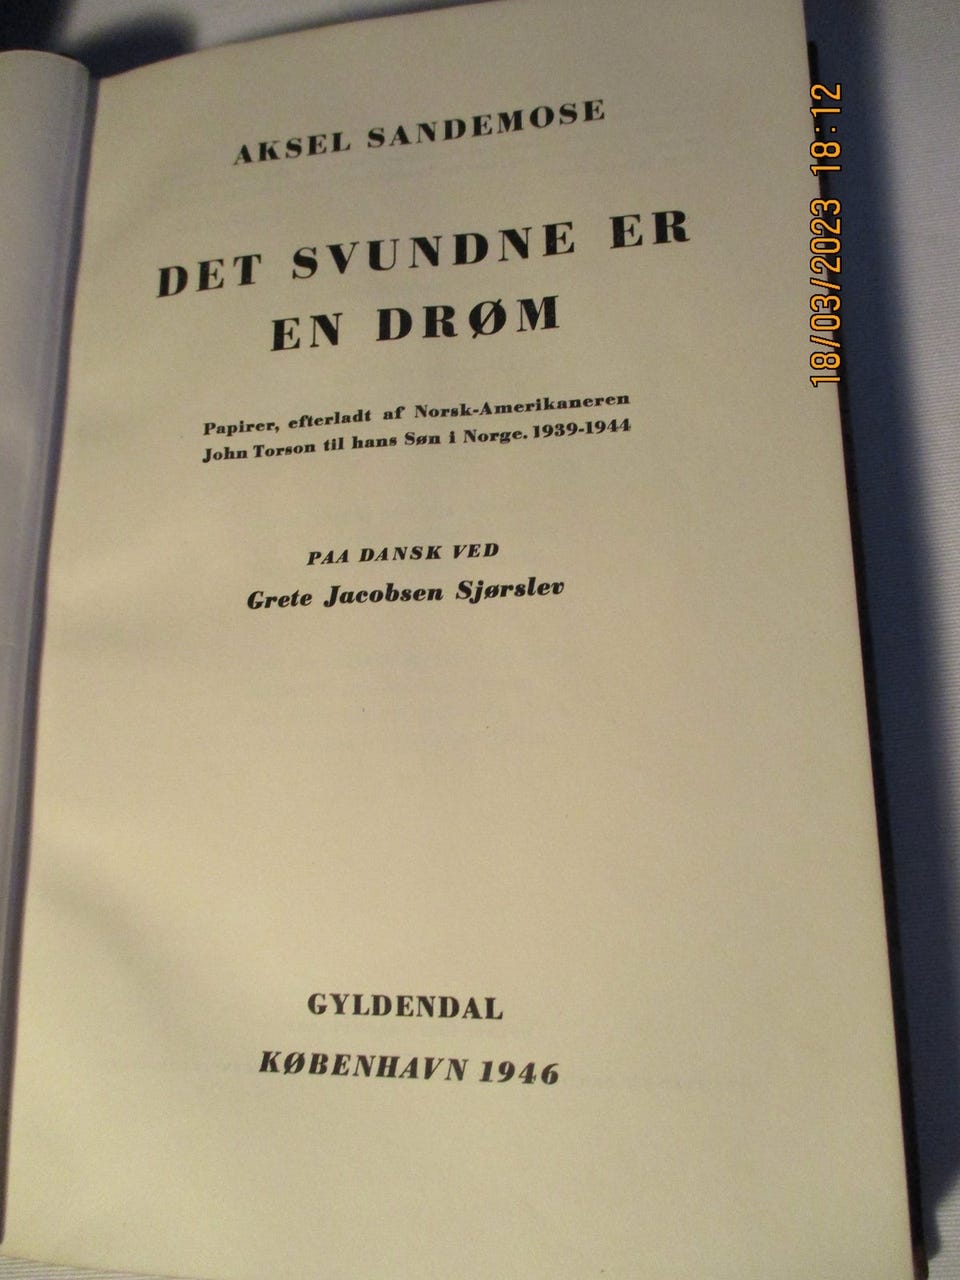 AKSEL SANDEMOSE
DET SVUNDNE ER
EN DRØM
Papirer, efterladt af Norsk-Amerikaneren
John Torson til hans Søn i Norge. 1939-1944
PAA DANSK VED
Grete Jacobsen Sjørslev
GYLDENDAL
KØBENHAVN 1946
18/03/2023 18:12